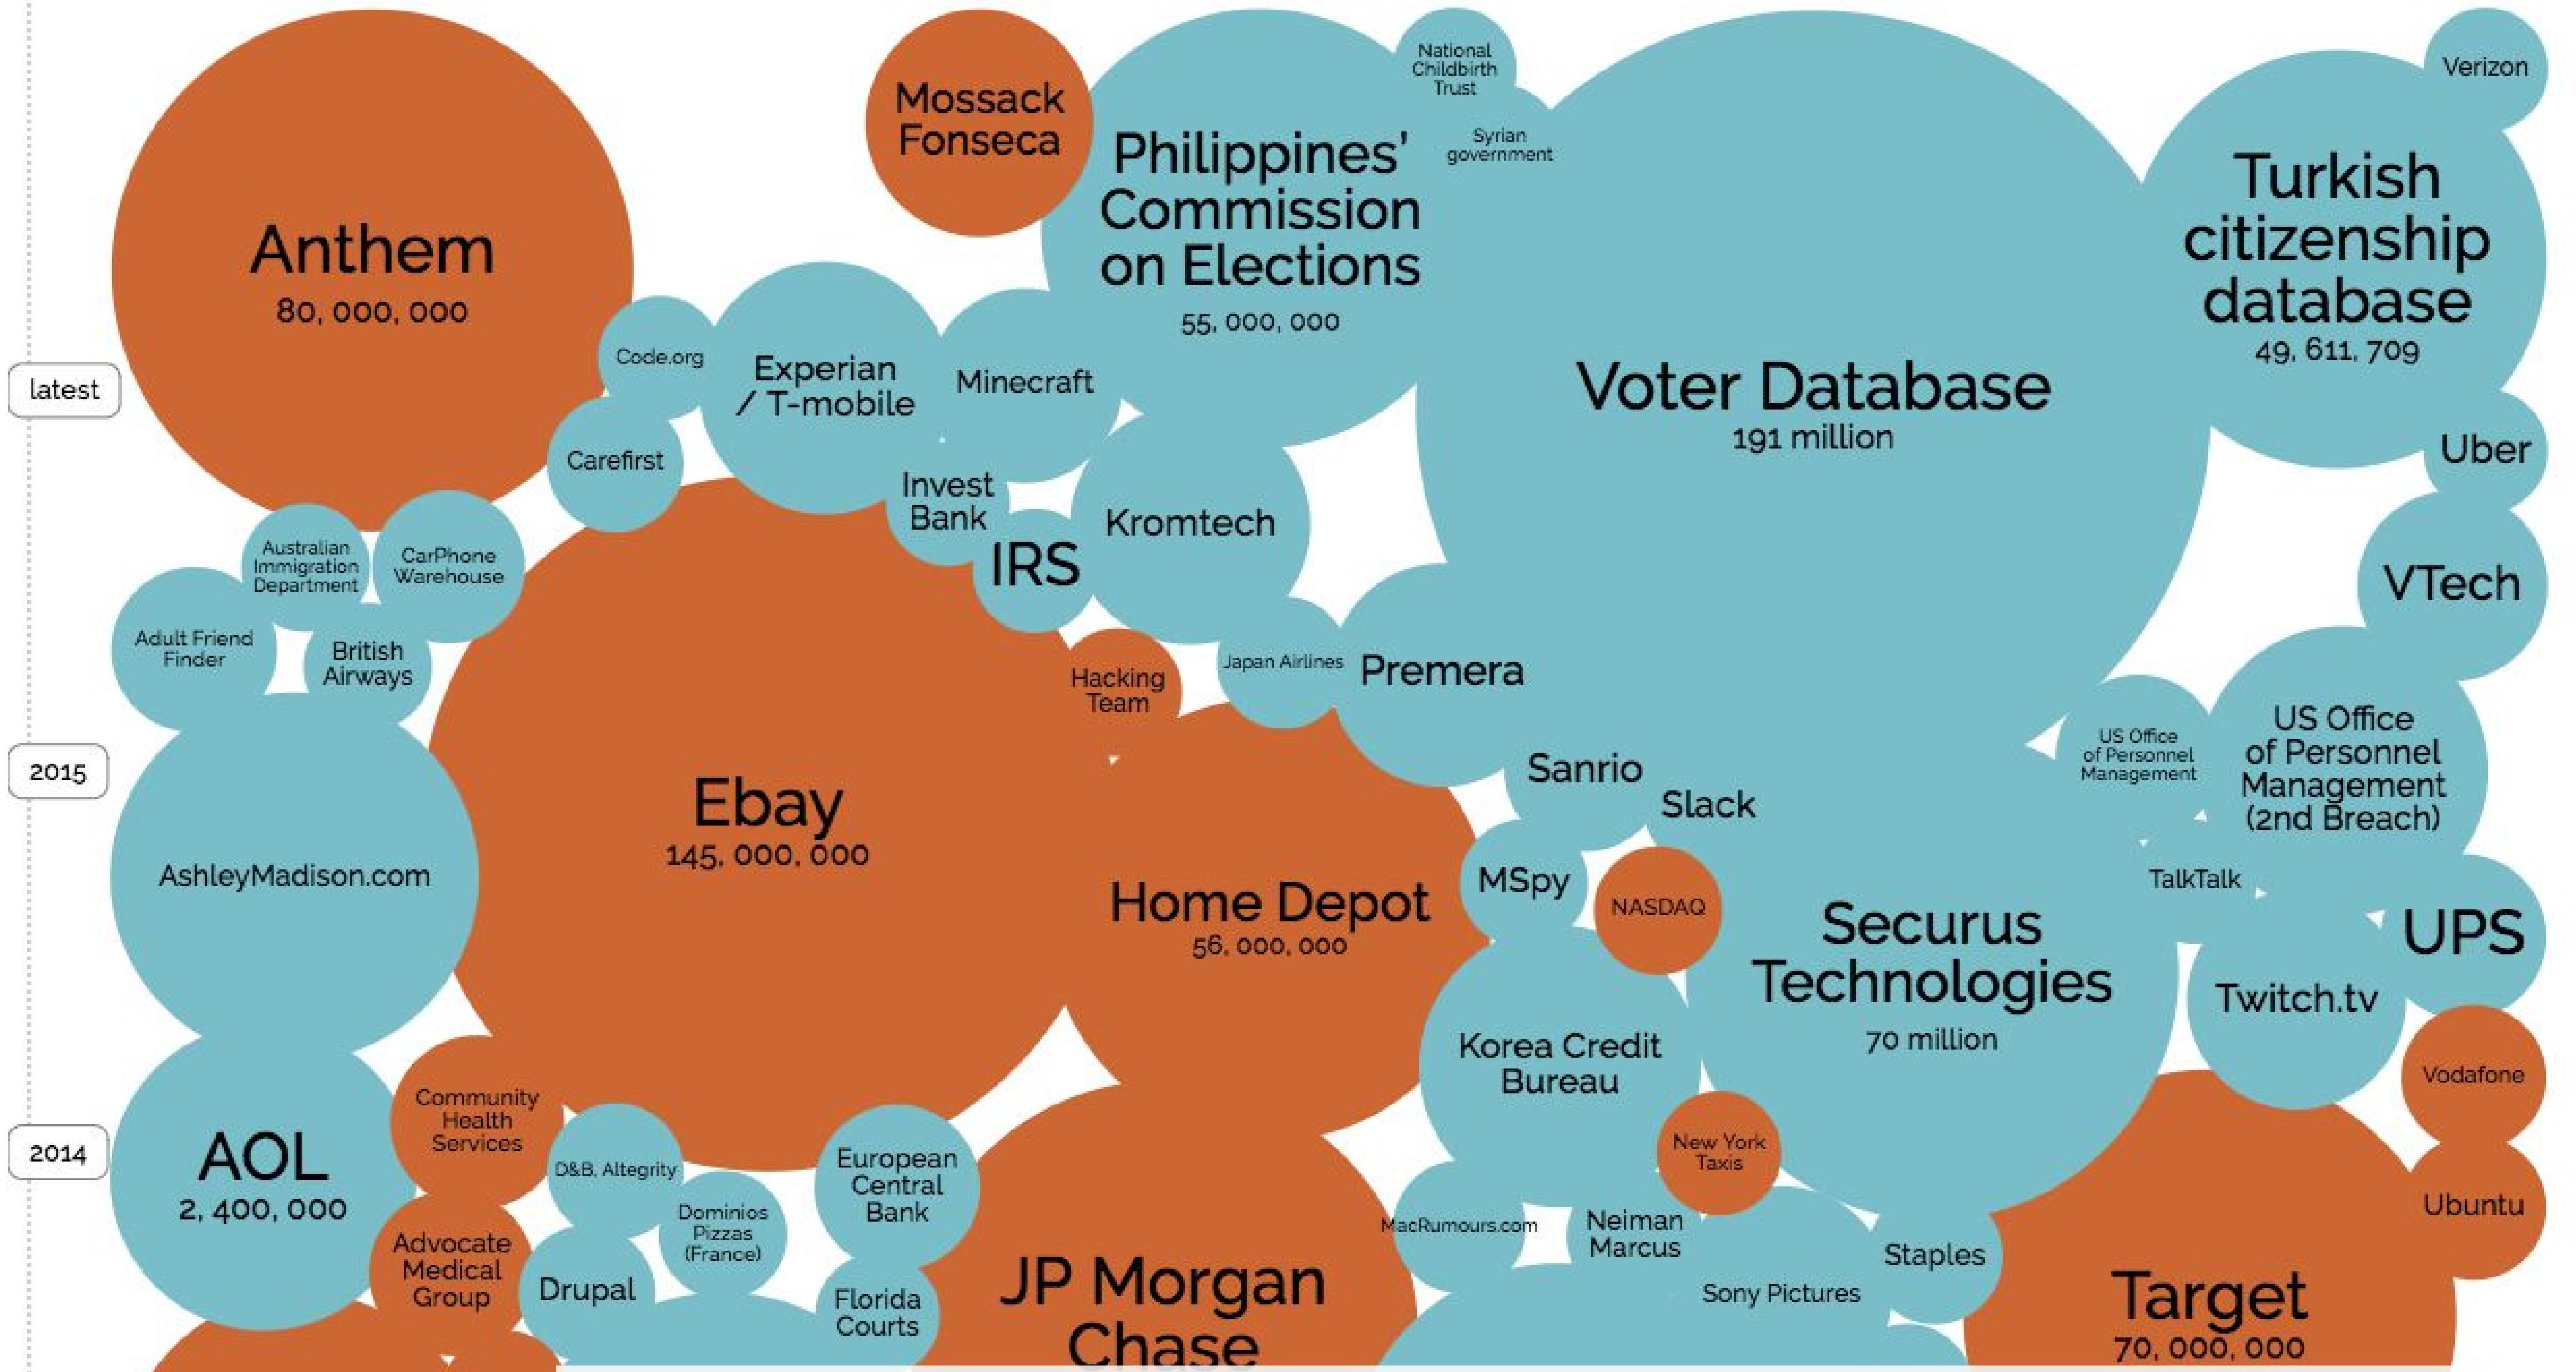 Anthem
80, 000, 000
Mossack
Fonseca
Philippines'
Commission
on Elections
55, 000, 000
National
Childbirth
Trust
Syrian
government
Voter Database
191 million
Turkish
citizenship
database
49, 611, 709
Verizon
latest
Code.org
Experian
/ T-mobile
Minecraft
Carefirst
Invest
Bank
IRS
Kromtech
Uber
VTech
Australian
Immigration
Department
CarPhone
Warehouse
Adult Friend
Finder
British
Airways
Hacking
Team
Japan Airlines
Premera
2015
Ebay
145, 000, 000
Sanrio
Slack
US Office
of Personnel
Management
US Office
of Personnel
Management
(2nd Breach)
AshleyMadison.com
Home Depot
56, 000, 000
MSpy
NASDAQ
Securus
Technologies
70 million
TalkTalk
UPS
Twitch.tv
Korea Credit
Bureau
Vodafone
2014
AOL
2, 400, 000
Community
Health
Services
D&B, Altegrity
European
Central
Bank
New York
Taxis
Dominios
Pizzas
(France)
MacRumours.com
Neiman
Marcus
Staples
Ubuntu
Advocate
Medical
Group
Drupal
Florida
Courts
JP Morgan
Chase
Sony Pictures
Target
70, 000, 000